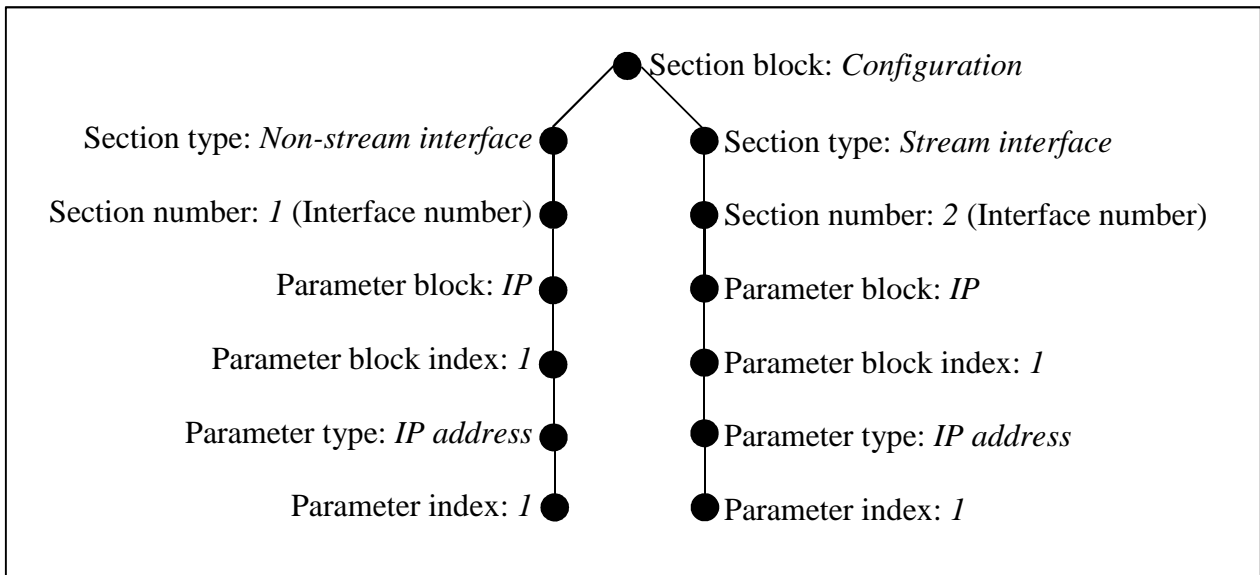 Section block: Configuration
Section type: Non-stream interface
Section type: Stream interface
Section number: 1 (Interface number)
Section number: 2 (Interface number)
Parameter block: IP
Parameter block: IP
Parameter block index: 1
Parameter block index: 1
Parameter type: IP address
Parameter type: IP address
Parameter index: 1
Parameter index: 1